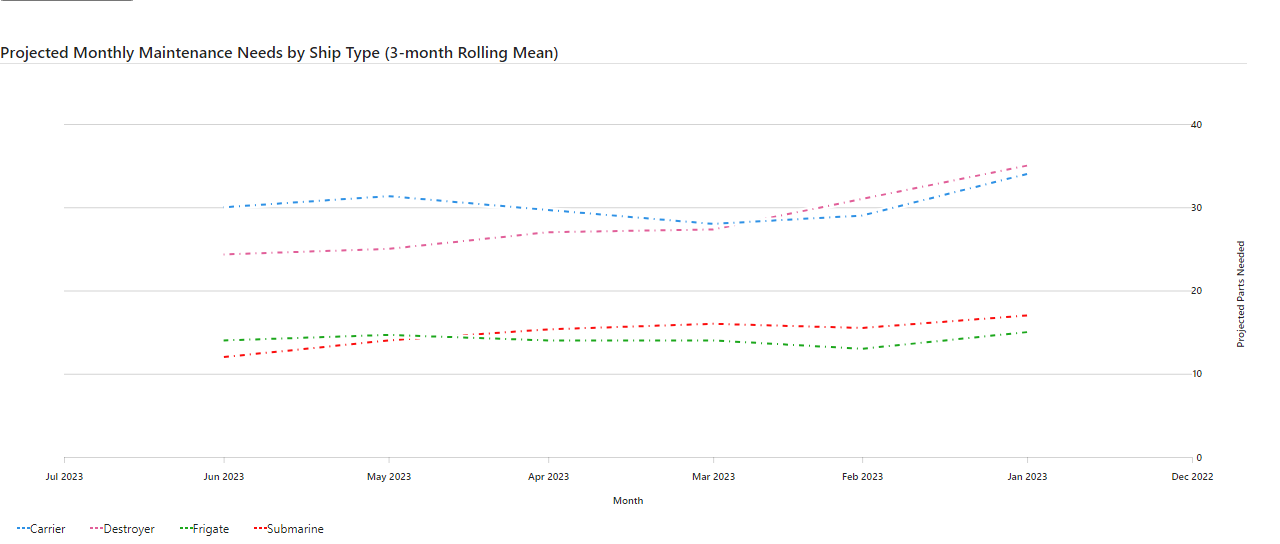 Projected Monthly Maintenance Needs by Ship Type (3-month Rolling Mean)
40
30
20
10
0
Projected Parts Needed
Jul 2023 Jun 2023 May 2023 Apr 2023 Mar 2023 Feb 2023 Jan 2023 Dec 2022
Month
Carrier Destroyer Frigate Submarine